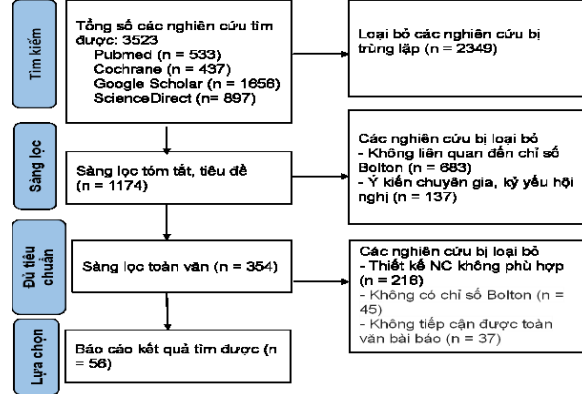 Tìm kiếm
Tổng số các nghiên cứu tìm
được: 3523
Pubmed (n = 533)
Cochrane (n = 437)
Google Scholar (n = 1656)
ScienceDirect (n= 897)
Loại bỏ các nghiên cứu bị
trùng lặp (n = 2349)
Sàng lọc
Sàng lọc tóm tắt, tiêu đề
(n = 1174)
Các nghiên cứu bị loại bỏ
- Không liên quan đến chỉ số
Bolton (n = 683)
- Ý kiến chuyên gia, kỷ yếu hội
nghị (n = 137)
Đủ tiêu
chuẩn
Sàng lọc toàn văn (n = 354)
Các nghiên cứu bị loại bỏ
- Thiết kế NC không phù hợp
(n = 216)
- Không có chỉ số Bolton (n =
45)
- Không tiếp cận được toàn
văn bài báo (n = 37)
Lựa chọn
Báo cáo kết quả tìm được (n
= 56)